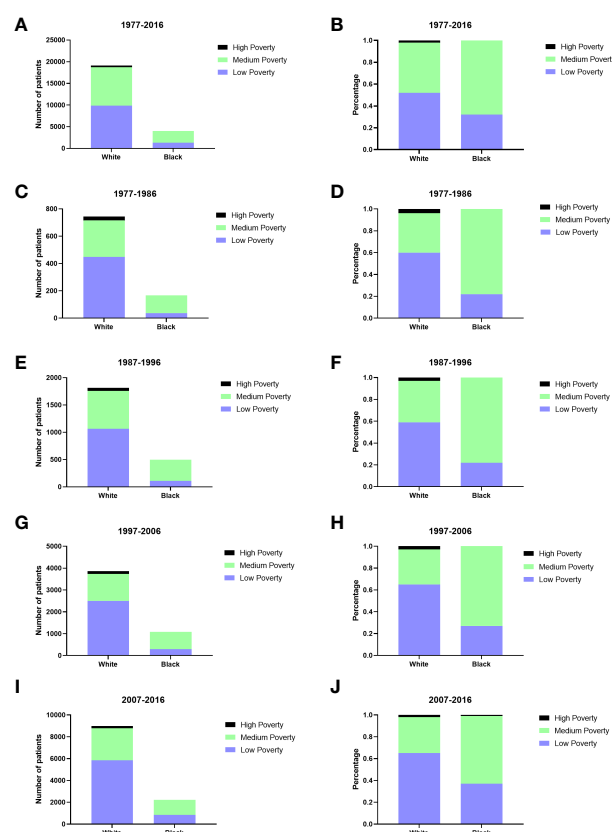 A
1977-2016
Number of patients
25000
20000
15000
10000
5000
0
White
Black
High Poverty
Medium Poverty
Low Poverty
B
1977-2016
Percentage
1.0
0.8
0.6
0.4
0.2
0.0
White
Black
High Poverty
Medium Povert
Low Poverty
C
1977-1986
Number of patients
800
600
400
200
0
White
Black
High Poverty
Medium Poverty
Low Poverty
D
1977-1986
Percentage
1.0
0.8
0.6
0.4
0.2
0.0
White
Black
High Poverty
Medium Poverty
Low Poverty
E
1987-1996
Number of patients
2000
1500
1000
500
0
White
Black
High Poverty
Medium Poverty
Low Poverty
F
1987-1996
Percentage
1.0
0.8
0.6
0.4
0.2
0.0
White
Black
High Poverty
Medium Poverty
Low Poverty
G
1997-2006
Number of patients
5000
4000
3000
2000
1000
0
White
Black
High Poverty
Medium Poverty
Low Poverty
H
1997-2006
Percentage
1.0
0.8
0.6
0.4
0.2
0.0
White
Black
High Poverty
Medium Poverty
Low Poverty
I
2007-2016
Number of patients
10000
8000
6000
4000
2000
0
White
Black
High Poverty
Medium Poverty
Low Poverty
J
2007-2016
Percentage
1.0
0.8
0.6
0.4
0.2
0.0
White
Black
High Poverty
Medium Poverty
Low Poverty